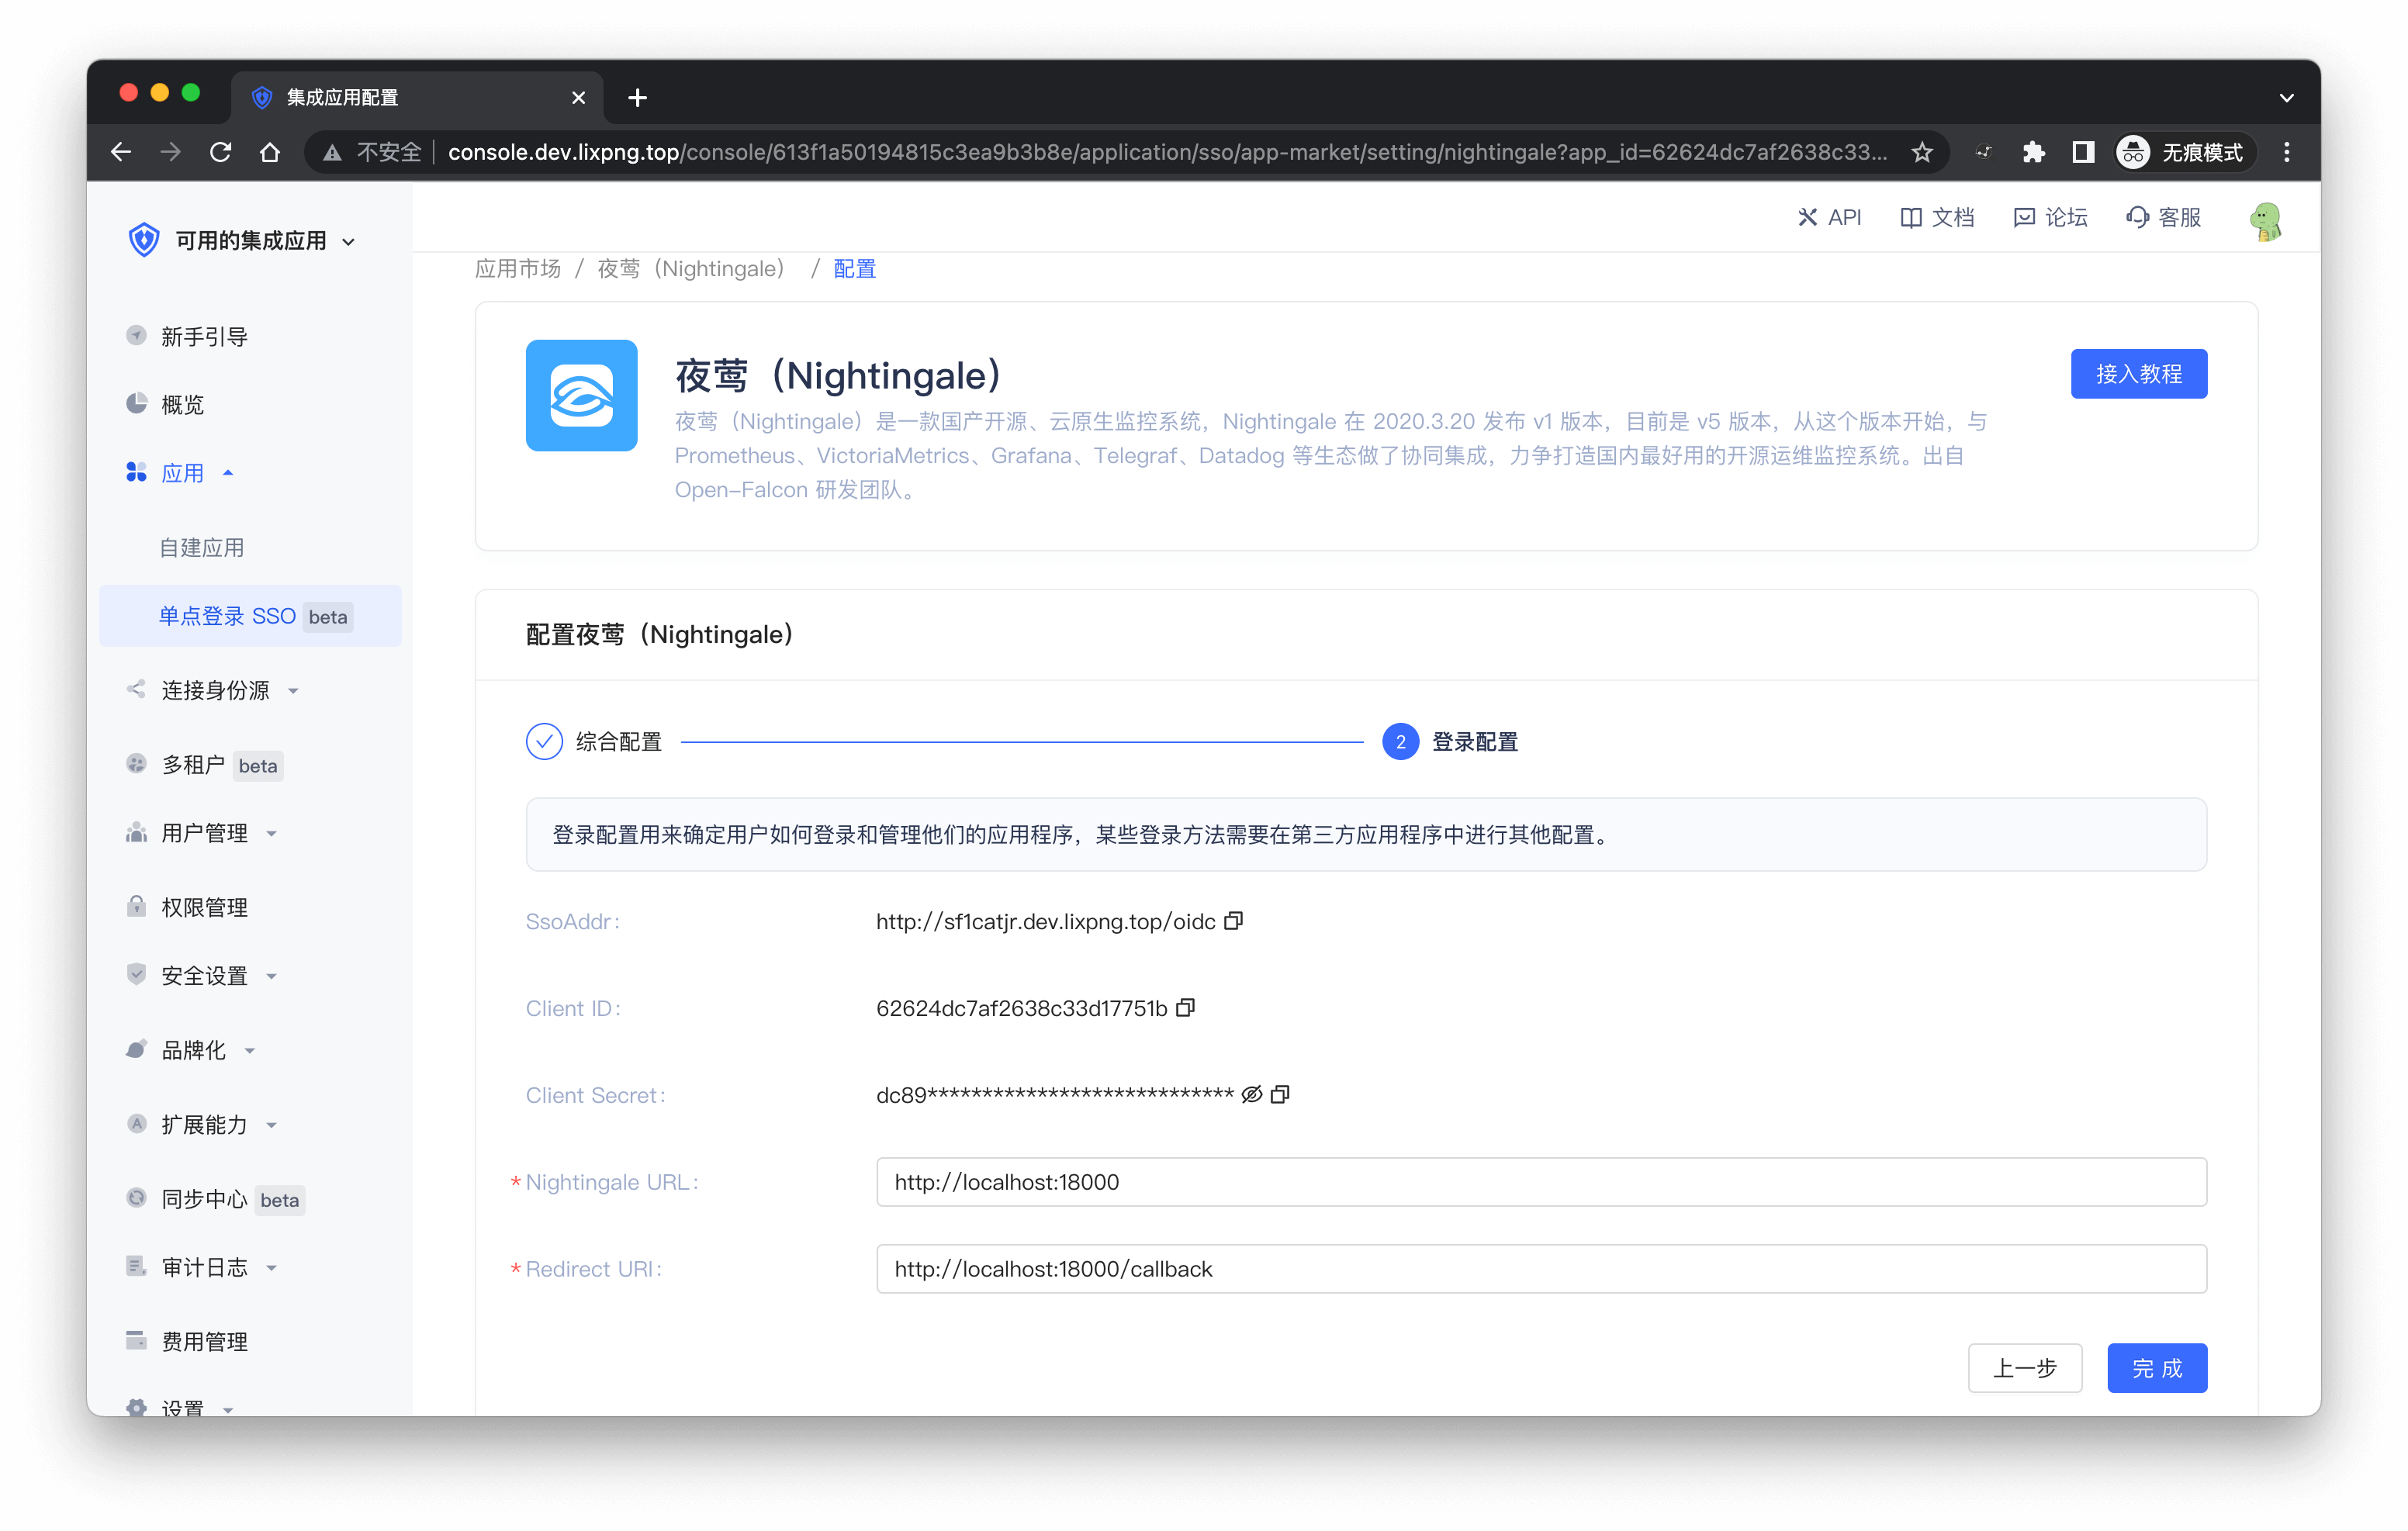 集成应用配置
不安全 console.dev.lixpng.top/console/613f1a50194815c3ea9b3b8e/application/sso/app-market/setting/nightingale?app_id=62624dc7af2638c33... 无痕模式
可用的集成应用
API 文档 论坛 客服
新手引导
概览
应用
自建应用
单点登录 SSO beta
连接身份源
多租户 beta
用户管理
权限管理
安全设置
品牌化
扩展能力
同步中心 beta
审计日志
费用管理
设置
应用市场 / 夜莺（Nightingale） / 配置
夜莺（Nightingale）
接入教程
夜莺（Nightingale）是一款国产开源、云原生监控系统，Nightingale 在 2020.3.20 发布 v1 版本，目前是 v5 版本，从这个版本开始，与
Prometheus、VictoriaMetrics、Grafana、Telegraf、Datadog 等生态做了协同集成，力争打造国内最好用的开源运维监控系统。出自
Open-Falcon 研发团队。
配置夜莺（Nightingale）
综合配置 2 登录配置
登录配置用来确定用户如何登录和管理他们的应用程序，某些登录方法需要在第三方应用程序中进行其他配置。
SsoAddr: http://sf1catjr.dev.lixpng.top/oidc
Client ID: 62624dc7af2638c33d17751b
Client Secret: dc89****************************
* Nightingale URL: http://localhost:18000
* Redirect URI: http://localhost:18000/callback
上一步 完 成